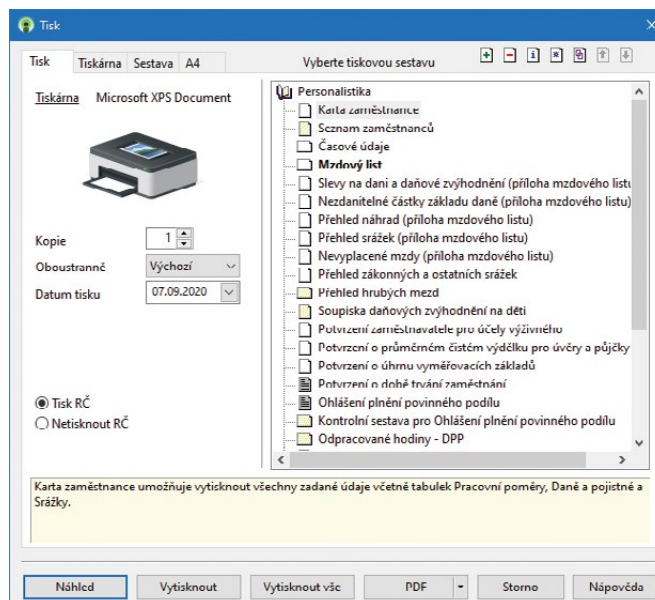 Tisk
Tisk
Tiskárna
Sestava
A4
Vyberte tiskovou sestavu
Tiskárna Microsoft XPS Document
Kopie 1
Oboustranně Výchozí
Datum tisku 07.09.2020
Tisk RČ
Netisknout RČ
Personalistika
Karta zaměstnance
Seznam zaměstnanců
Časové údaje
Mzdový list
Slevy na dani a daňové zvýhodnění (příloha mzdového listu
Nezdanitelné částky základu daně (příloha mzdového listu)
Přehled náhrad (příloha mzdového listu)
Přehled srážek (příloha mzdového listu)
Nevyplacené mzdy (příloha mzdového listu)
Přehled zákonných a ostatních srážek
Přehled hrubých mezd
Soupiska daňových zvýhodnění na děti
Potvrzení zaměstnavatele pro účely výživného
Potvrzení o průměrném čistém výdělku pro úvěry a půjčky
Potvrzení o úhrnu vyměřovacích základů
Potvrzení o době trvání zaměstnání
Ohlášení plnění povinného podílu
Kontrolní sestava pro Ohlášení plnění povinného podílu
Odpracované hodiny - DPP
Karta zaměstnance umožňuje vytisknout všechny zadané údaje včetně tabulek Pracovní poměry, Daně a pojistné a
Srážky.
Náhled
Vytisknout
Vytisknout vše
PDF
Storno
Nápověda